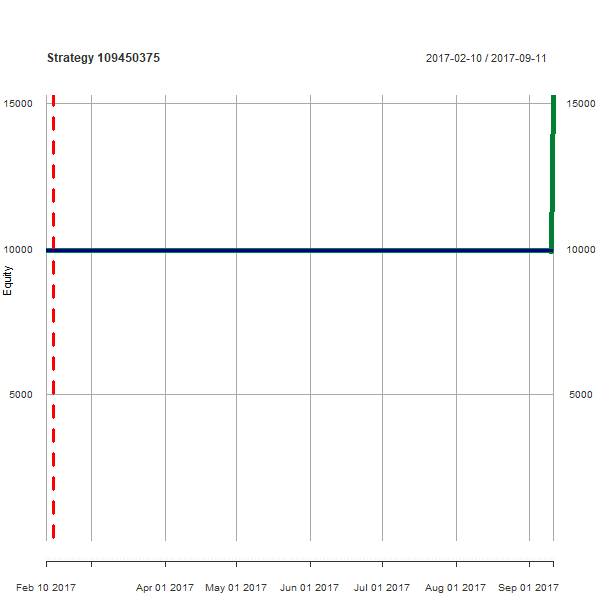 Strategy 109450375
2017-02-10 / 2017-09-11
15000
15000
10000
10000
Equity
5000
5000
Feb 10 2017
Apr 01 2017
May 01 2017
Jun 01 2017
Jul 01 2017
Aug 01 2017
Sep 01 2017